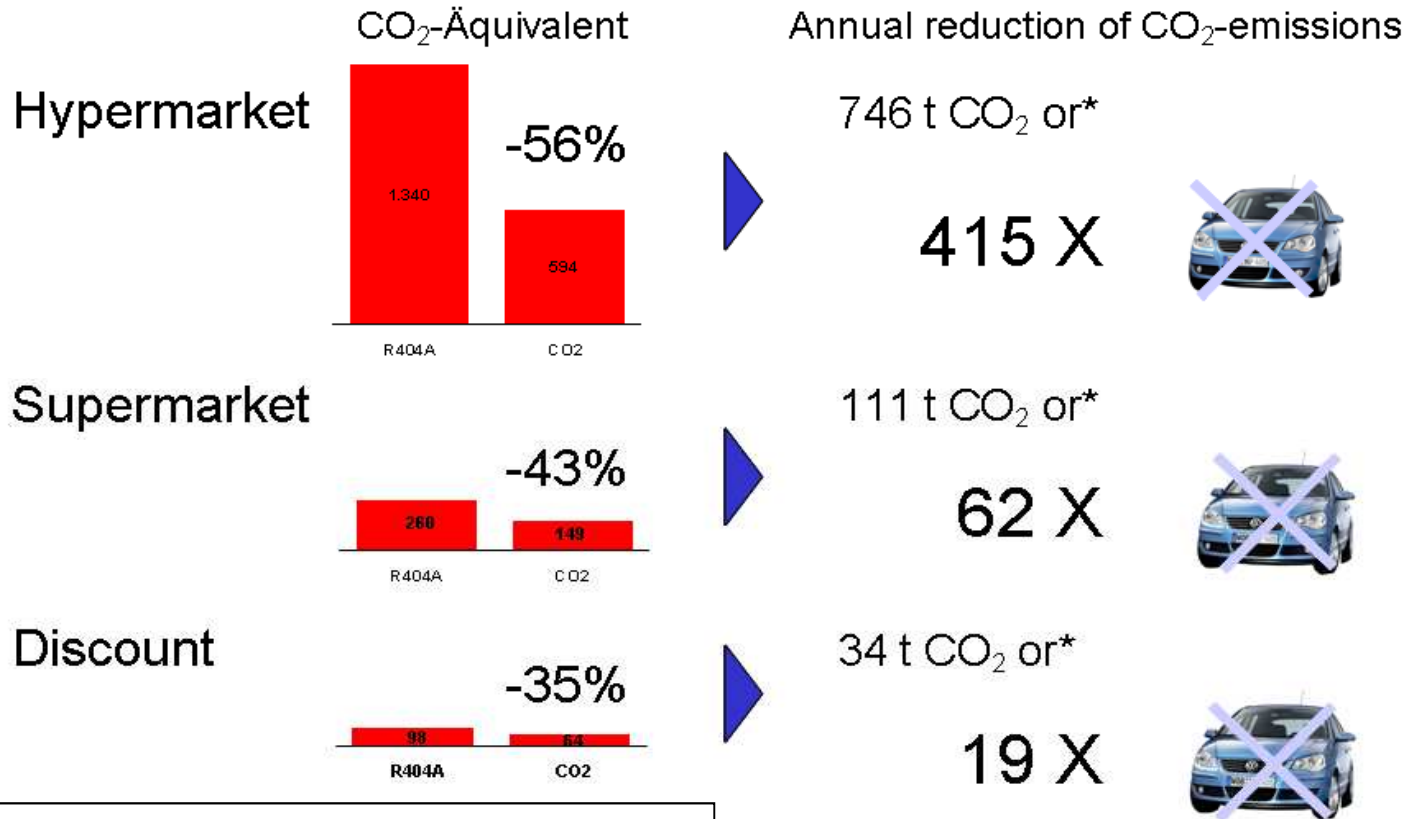 CO₂-Äquivalent
Annual reduction of CO₂-emissions
Hypermarket
-56%
1.340
594
R404A
CO2
746 t CO₂ or*
415 X
Supermarket
-43%
260
149
R404A
CO2
111 t CO₂ or*
62 X
Discount
-35%
98
64
R404A
CO2
34 t CO₂ or*
19 X